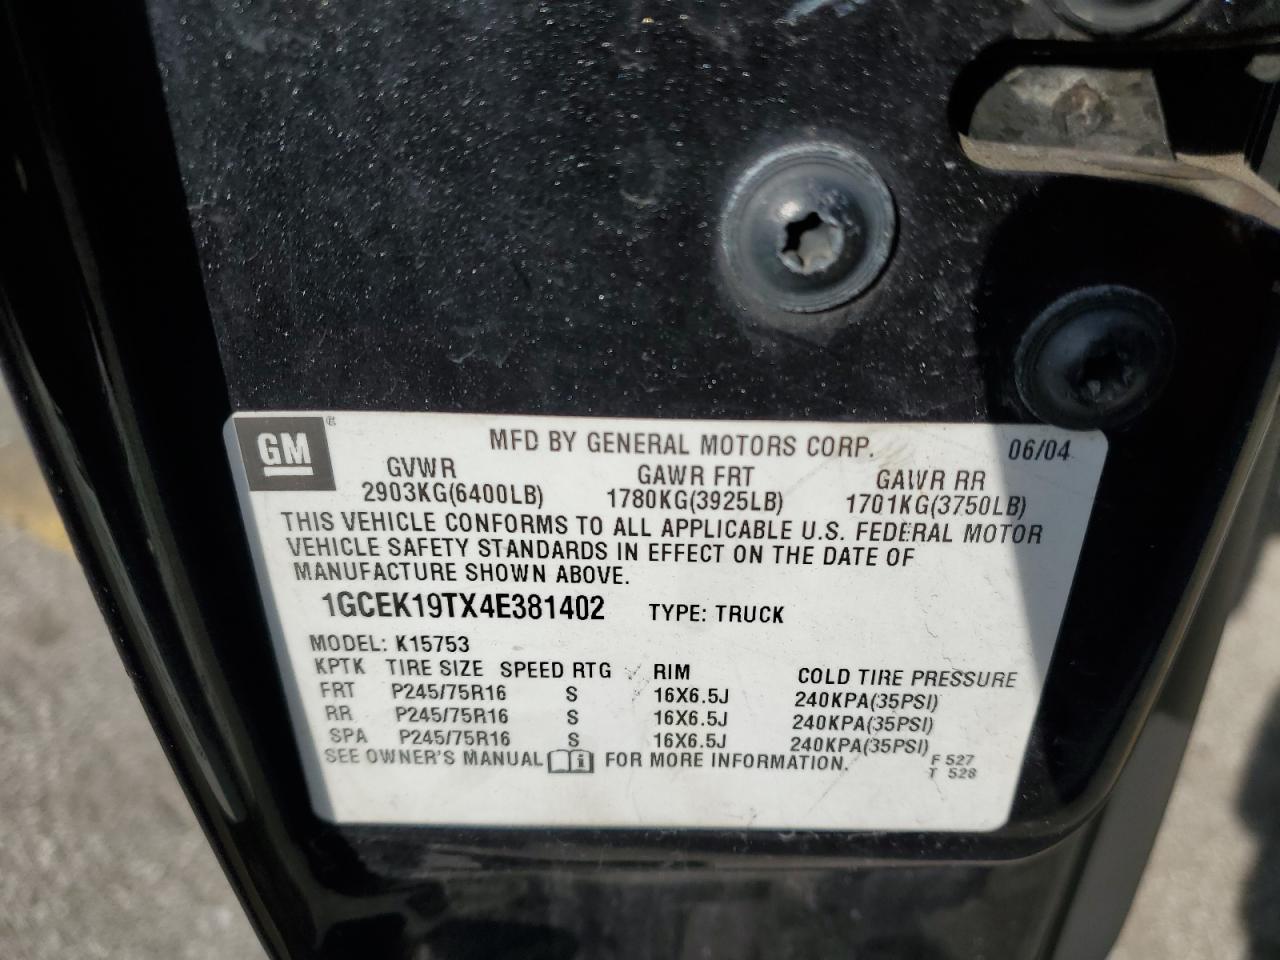 GM ® MFD BY GENERAL MOTORS CORP. 06/04
GVWR GAWR FRT GAWR RR
2903KG(6400LB) 1780KG(3925LB) 1701KG(3750LB)
THIS VEHICLE CONFORMS TO ALL APPLICABLE U.S. FEDERAL MOTOR
VEHICLE SAFETY STANDARDS IN EFFECT ON THE DATE OF
MANUFACTURE SHOWN ABOVE.
1GCEK19TX4E381402 TYPE: TRUCK
MODEL: K15753
KPTK TIRE SIZE SPEED RTG RIM COLD TIRE PRESSURE
FRT P245/75R16 S 16X6.5J 240KPA(35PSI)
RR P245/75R16 S 16X6.5J 240KPA(35PSI)
SPA P245/75R16 S 16X6.5J 240KPA(35PSI)
SEE OWNER'S MANUAL i FOR MORE INFORMATION. F 527
T 528